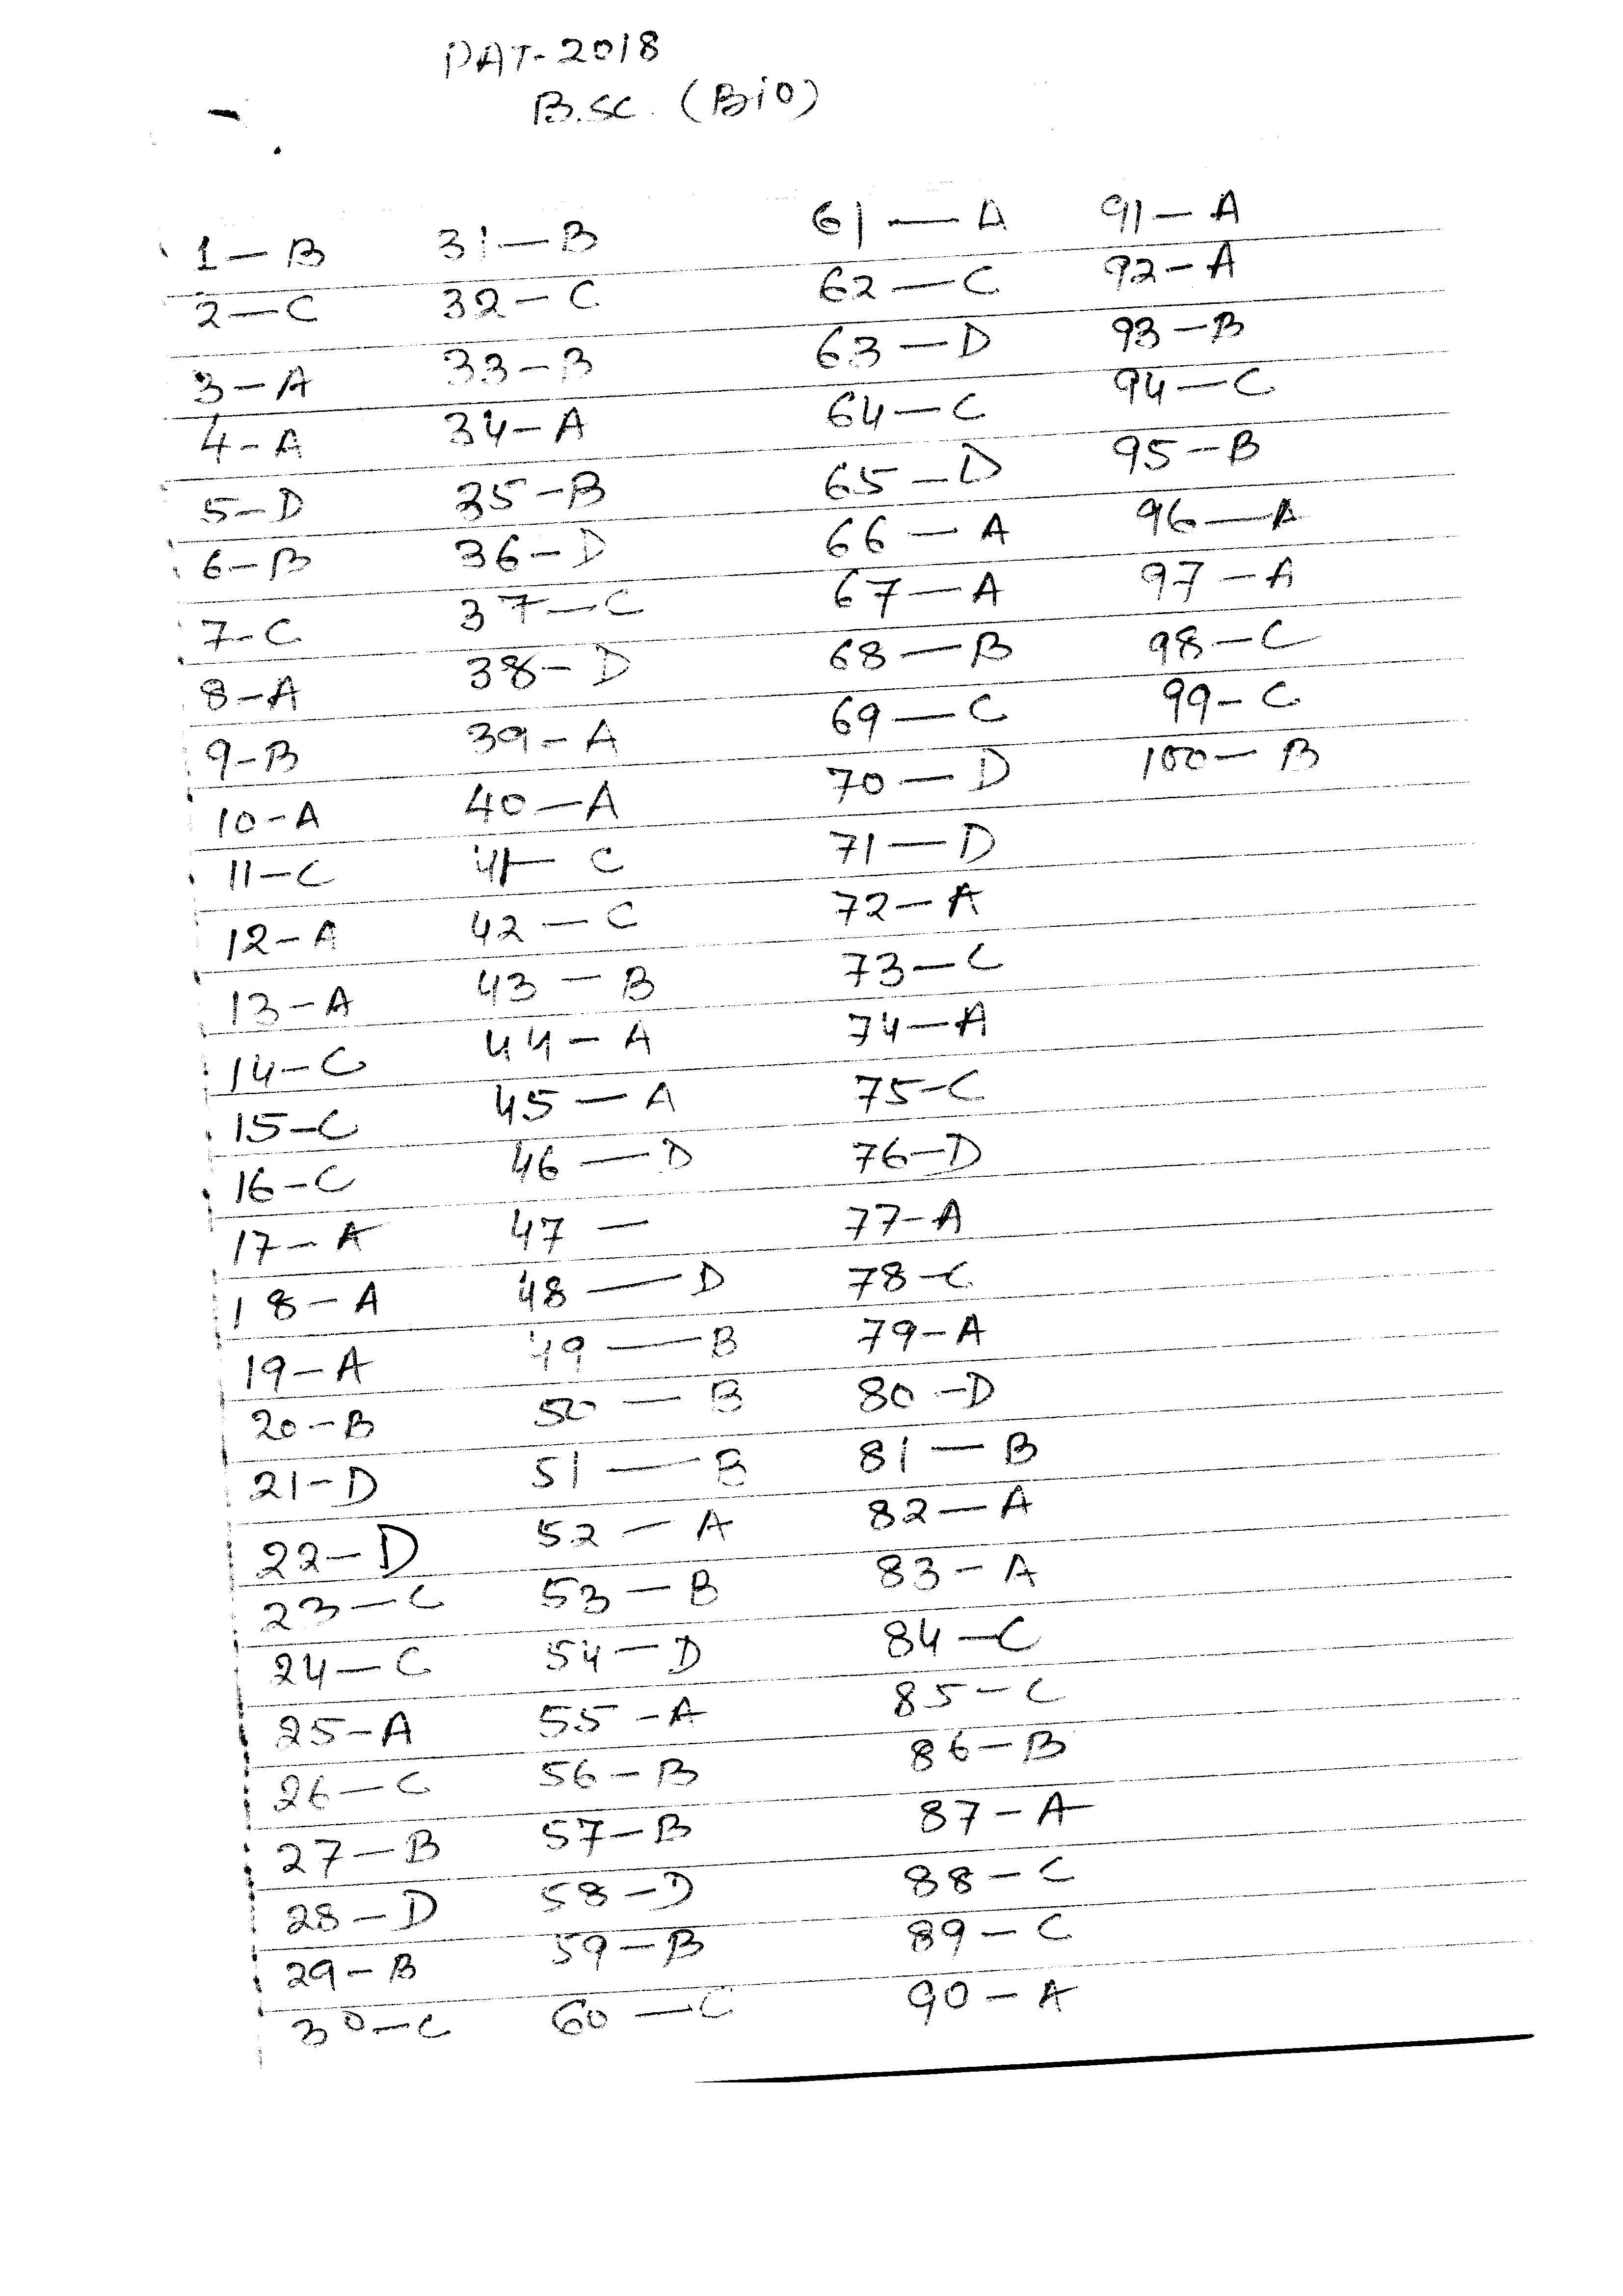 PAT-2018
B.Sc. (Bio)
1-B
2-C
3-A
4-A
5-D
6-B
7-C
8-A
9-B
10-A
11-C
12-A
13-A
14-C
15-C
16-C
17-A
18-A
19-A
20-B
21-D
22-D
23-C
24-C
25-A
26-C
27-B
28-D
29-B
30-C
31-B
32-C
33-B
34-A
35-B
36-D
37-C
38-D
39-A
40-A
41-C
42-C
43-B
44-A
45-A
46-D
47-
48-D
49-B
50-B
51-B
52-A
53-B
54-D
55-A
56-B
57-B
58-D
59-B
60-C
61-A
62-C
63-D
64-C
65-D
66-A
67-A
68-B
69-C
70-D
71-D
72-A
73-C
74-A
75-C
76-D
77-A
78-C
79-A
80-D
81-B
82-A
83-A
84-C
85-C
86-B
87-A
88-C
89-C
90-A
91-A
92-A
93-B
94-C
95-B
96-A
97-A
98-C
99-C
100-B